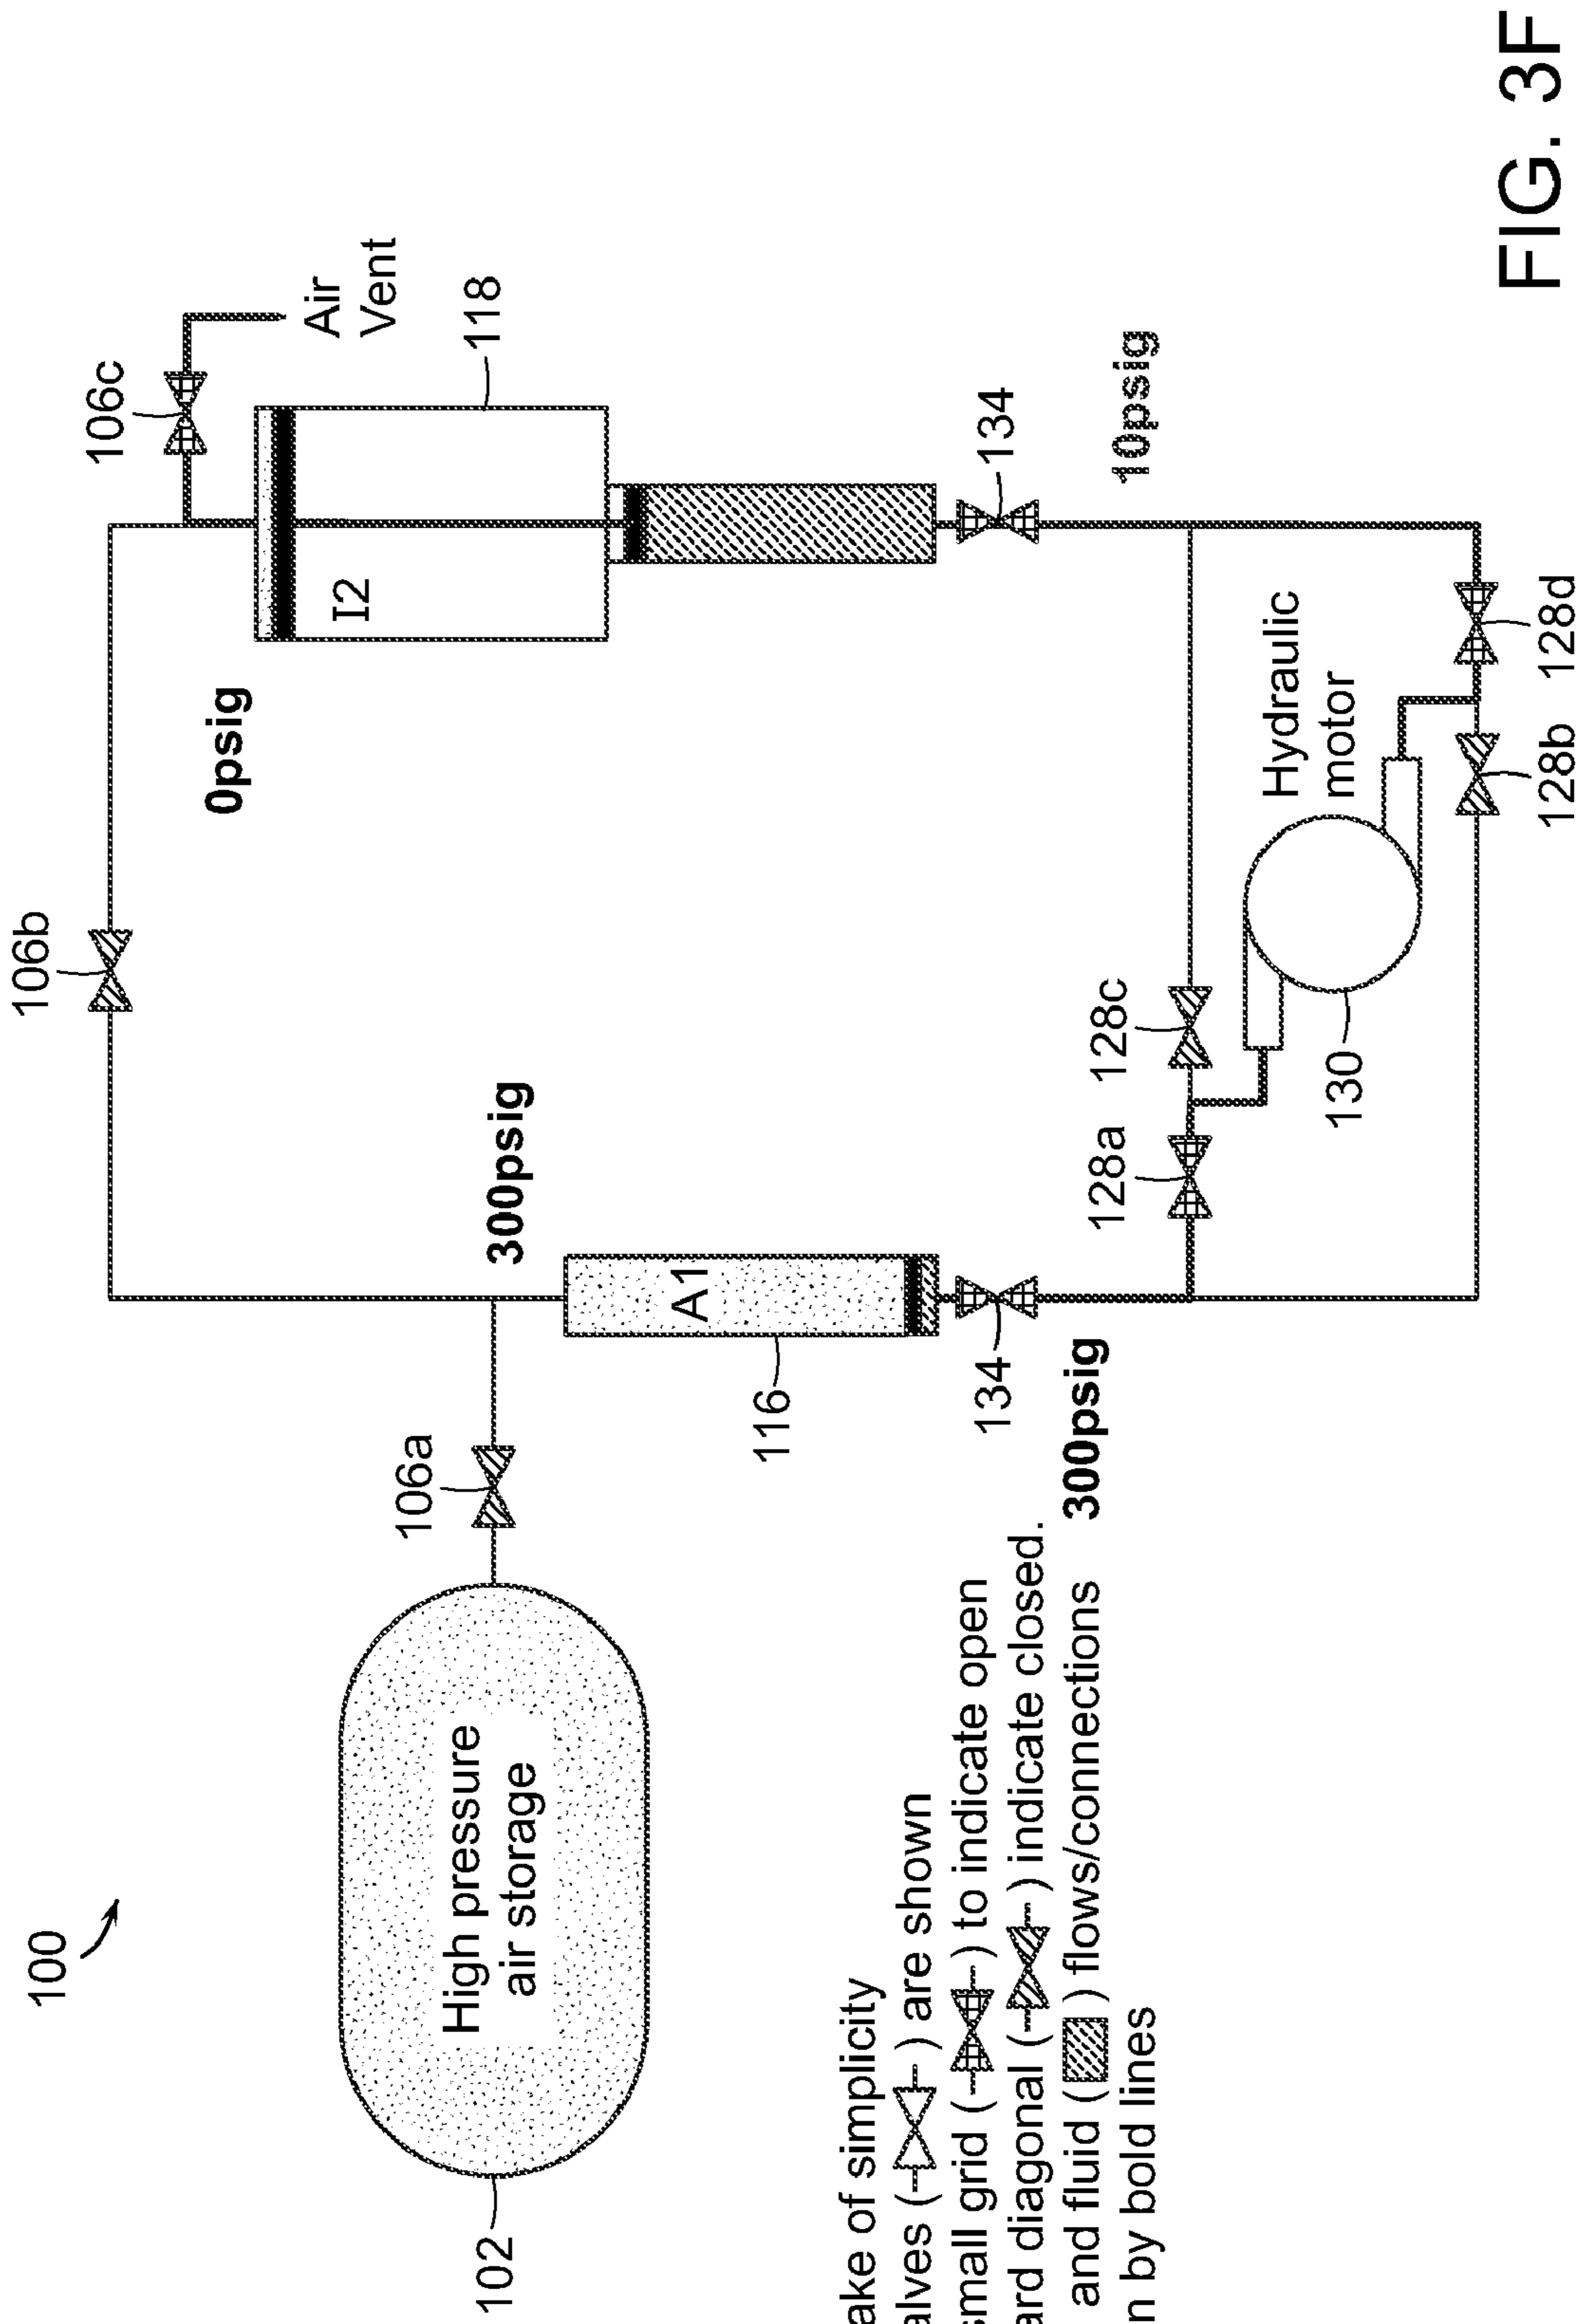 100
102
High pressure
air storage
106a
106b
106c
Air
Vent
0psig
I2
118
300psig
A1
116
134
134
10psig
300psig
128a
128c
Hydraulic
motor
130
128b
128d
ake of simplicity
alves ( ) are shown
small grid ( ) to indicate open
ard diagonal ( ) indicate closed.
and fluid ( ) flows/connections
n by bold lines
FIG. 3F